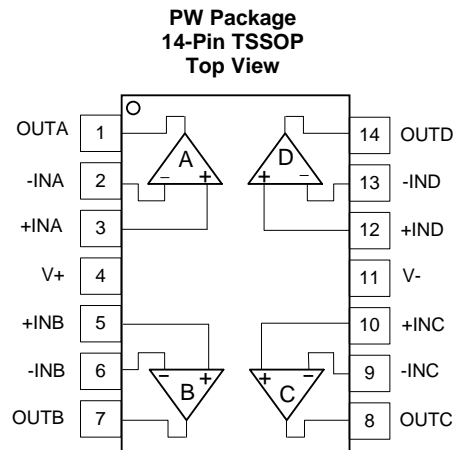 PW Package
14-Pin TSSOP
Top View
OUTA 1 14 OUTD
A D
-INA 2 - + + - 13 -IND
+INA 3 12 +IND
V+ 4 11 V-
+INB 5 10 +INC
-INB 6 - + + - 9 -INC
B C
OUTB 7 8 OUTC